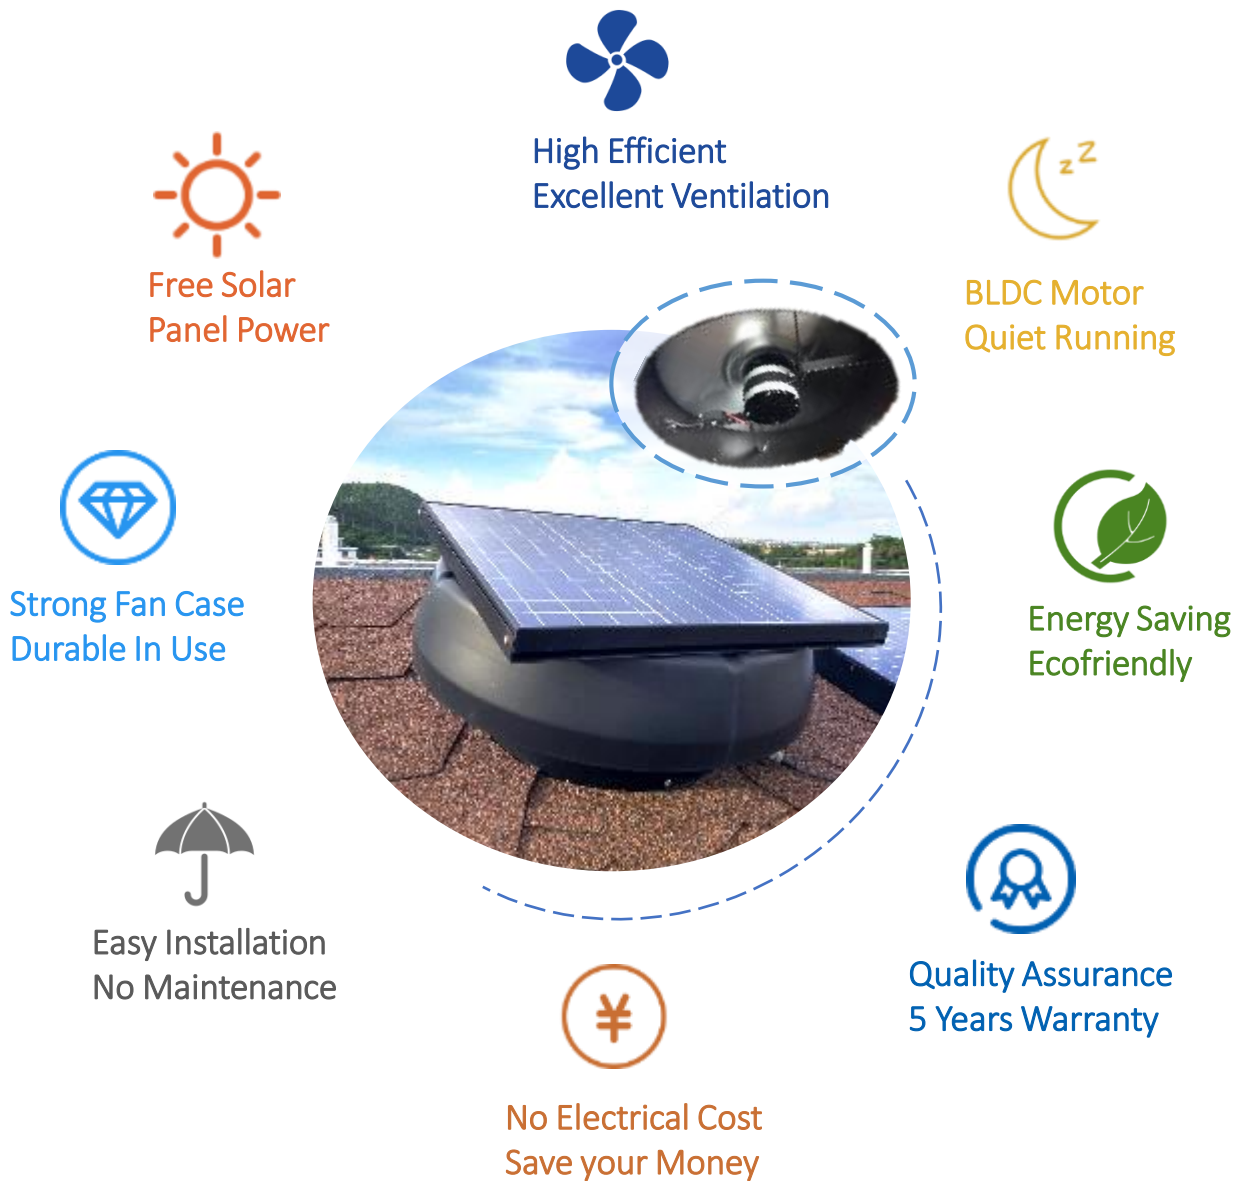 High Efficient
Excellent Ventilation
Free Solar
Panel Power
BLDC Motor
Quiet Running
Strong Fan Case
Durable In Use
Energy Saving
Ecofriendly
Easy Installation
No Maintenance
Quality Assurance
5 Years Warranty
¥
No Electrical Cost
Save your Money